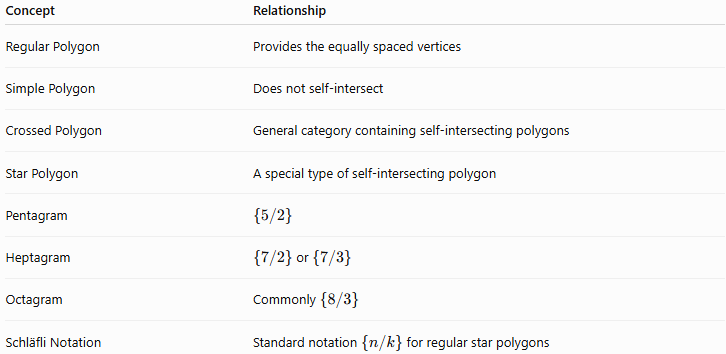 Concept Relationship
Regular Polygon Provides the equally spaced vertices
Simple Polygon Does not self-intersect
Crossed Polygon General category containing self-intersecting polygons
Star Polygon A special type of self-intersecting polygon
Pentagram {5/2}
Heptagram {7/2} or {7/3}
Octagram Commonly {8/3}
Schläfli Notation Standard notation {n/k} for regular star polygons